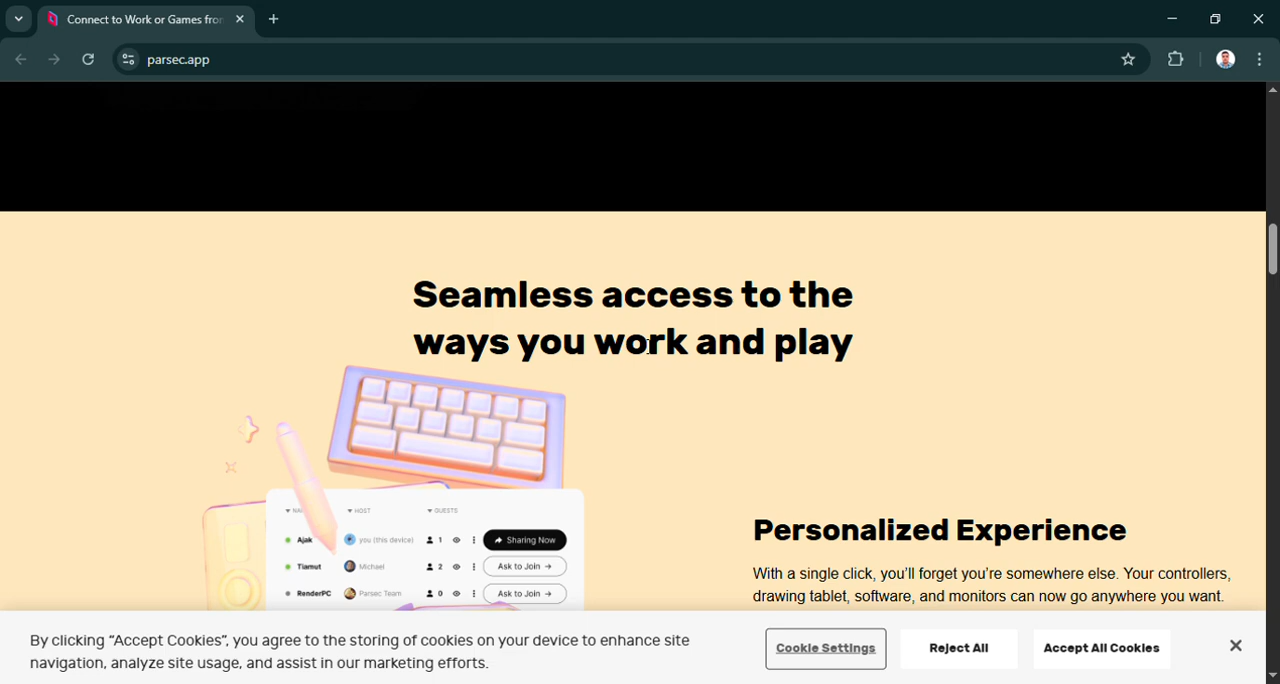 Connect to Work or Games fro
parsec.app
Seamless access to the
ways you work and play
HOST
GUESTS
Ajak
you (this device)
1
Sharing Now
Tiamut
Michael
2
Ask to Join →
RenderPC
Parsec Team
0
Ask to Join →
Personalized Experience
With a single click, you’ll forget you’re somewhere else. Your controllers,
drawing tablet, software, and monitors can now go anywhere you want.
By clicking “Accept Cookies”, you agree to the storing of cookies on your device to enhance site
navigation, analyze site usage, and assist in our marketing efforts.
Cookie Settings
Reject All
Accept All Cookies